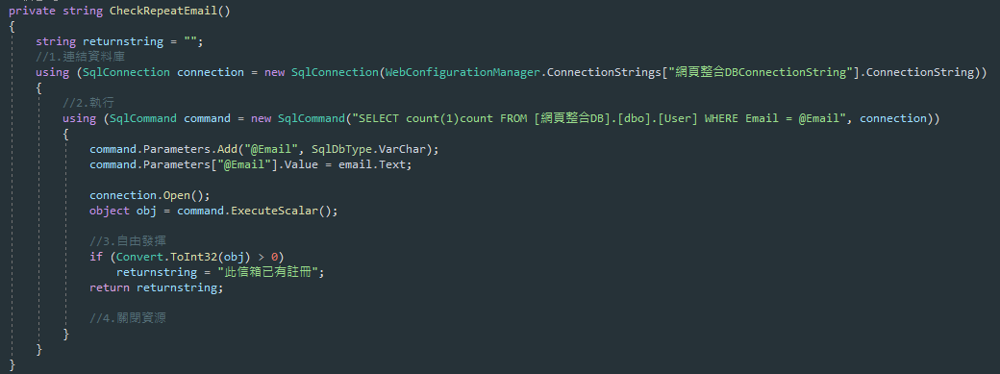 private string CheckRepeatEmail()
{
string returnstring = "";
//1.連結資料庫
using (SqlConnection connection = new SqlConnection(WebConfigurationManager.ConnectionStrings["網頁整合DBConnectionString"].ConnectionString))
{
//2.執行
using (SqlCommand command = new SqlCommand("SELECT count(1)count FROM [網頁整合DB].[dbo].[User] WHERE Email = @Email", connection))
{
command.Parameters.Add("@Email", SqlDbType.VarChar);
command.Parameters["@Email"].Value = email.Text;
connection.Open();
object obj = command.ExecuteScalar();
//3.自由發揮
if (Convert.ToInt32(obj) > 0)
returnstring = "此信箱已有註冊";
return returnstring;
//4.關閉資源
}
}
}